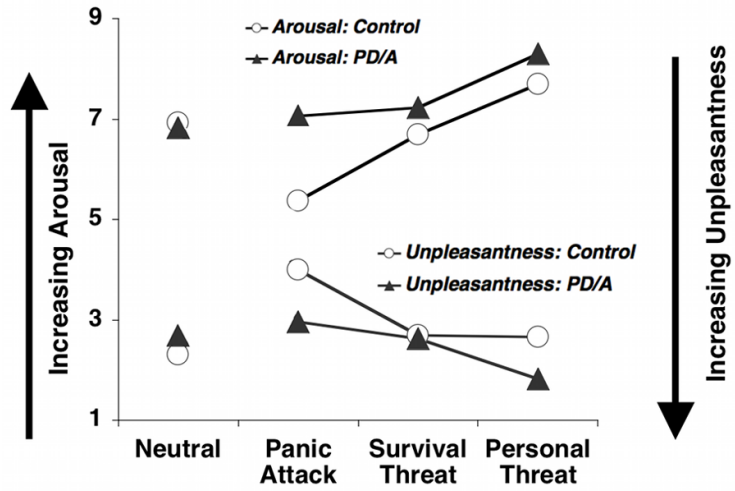 9
Arousal: Control
Arousal: PD/A
7
5
Unpleasantness: Control
Unpleasantness: PD/A
3
1
Increasing Arousal
Increasing Unpleasantness
Neutral
Panic
Attack
Survival
Threat
Personal
Threat